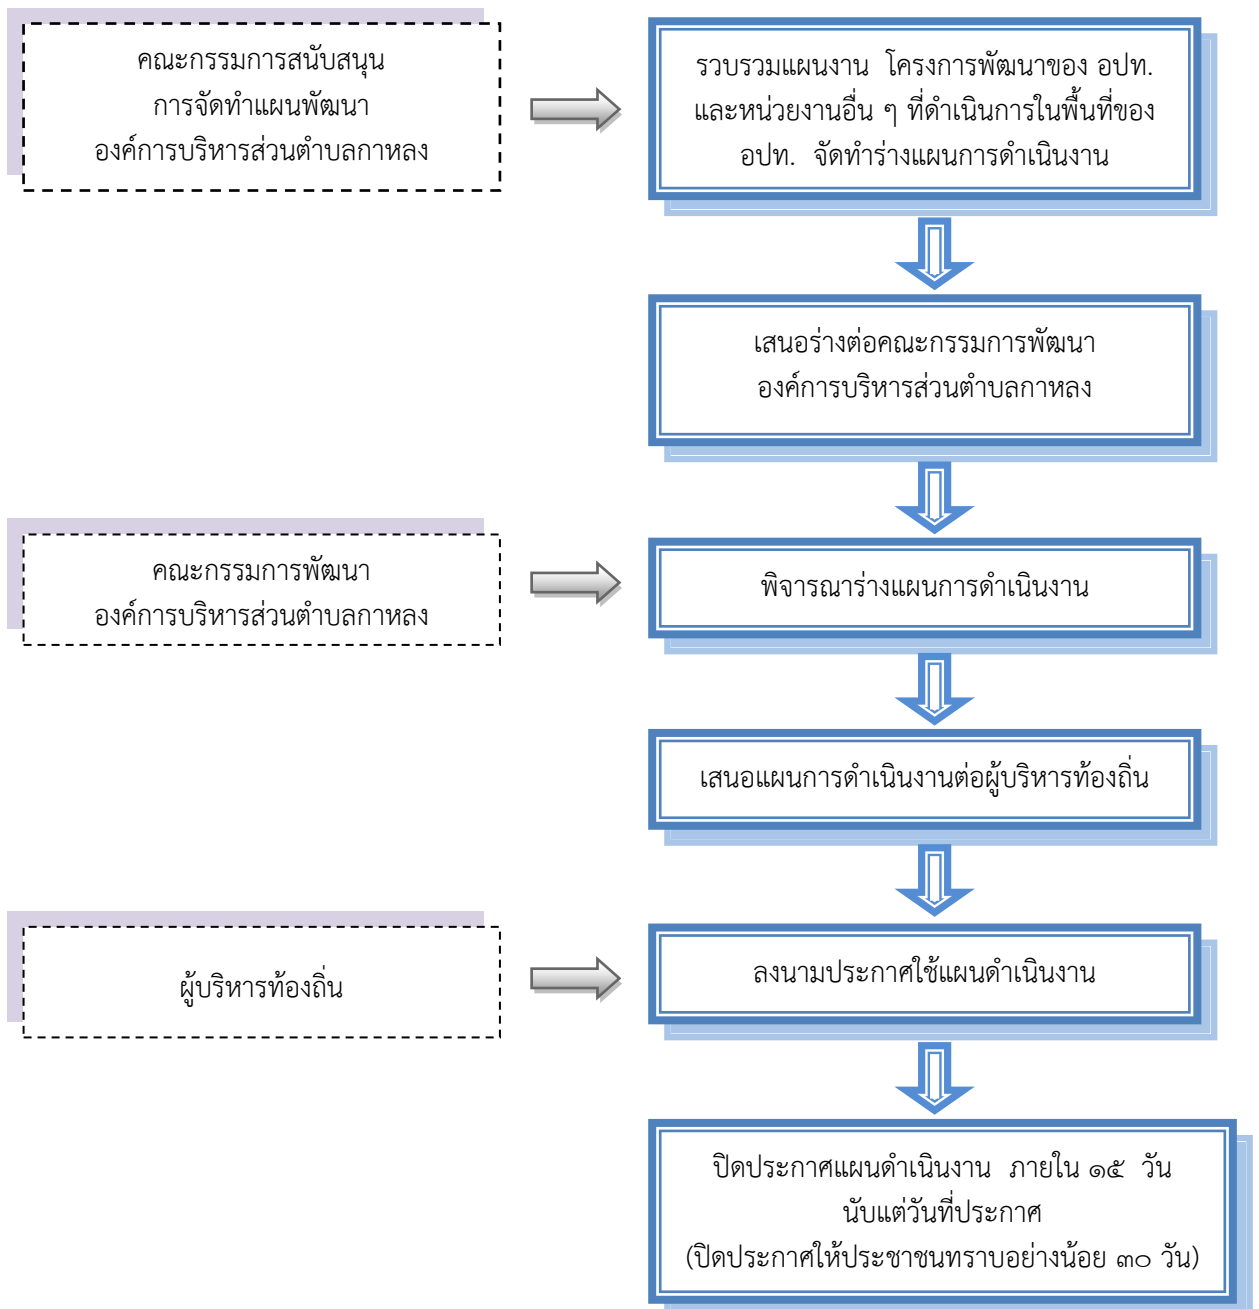 คณะกรรมการสนับสนุน
การจัดทำแผนพัฒนา
องค์การบริหารส่วนตำบลกาหลง
รวบรวมแผนงาน โครงการพัฒนาของ อปท.
และหน่วยงานอื่น ๆ ที่ดำเนินการในพื้นที่ของ
อปท. จัดทำร่างแผนการดำเนินงาน
เสนอร่างต่อคณะกรรมการพัฒนา
องค์การบริหารส่วนตำบลกาหลง
คณะกรรมการพัฒนา
องค์การบริหารส่วนตำบลกาหลง
พิจารณาร่างแผนการดำเนินงาน
เสนอแผนการดำเนินงานต่อผู้บริหารท้องถิ่น
ผู้บริหารท้องถิ่น
ลงนามประกาศใช้แผนดำเนินงาน
ปิดประกาศแผนดำเนินงาน ภายใน ๑๕ วัน
นับแต่วันที่ประกาศ
(ปิดประกาศให้ประชาชนทราบอย่างน้อย ๓๐ วัน)